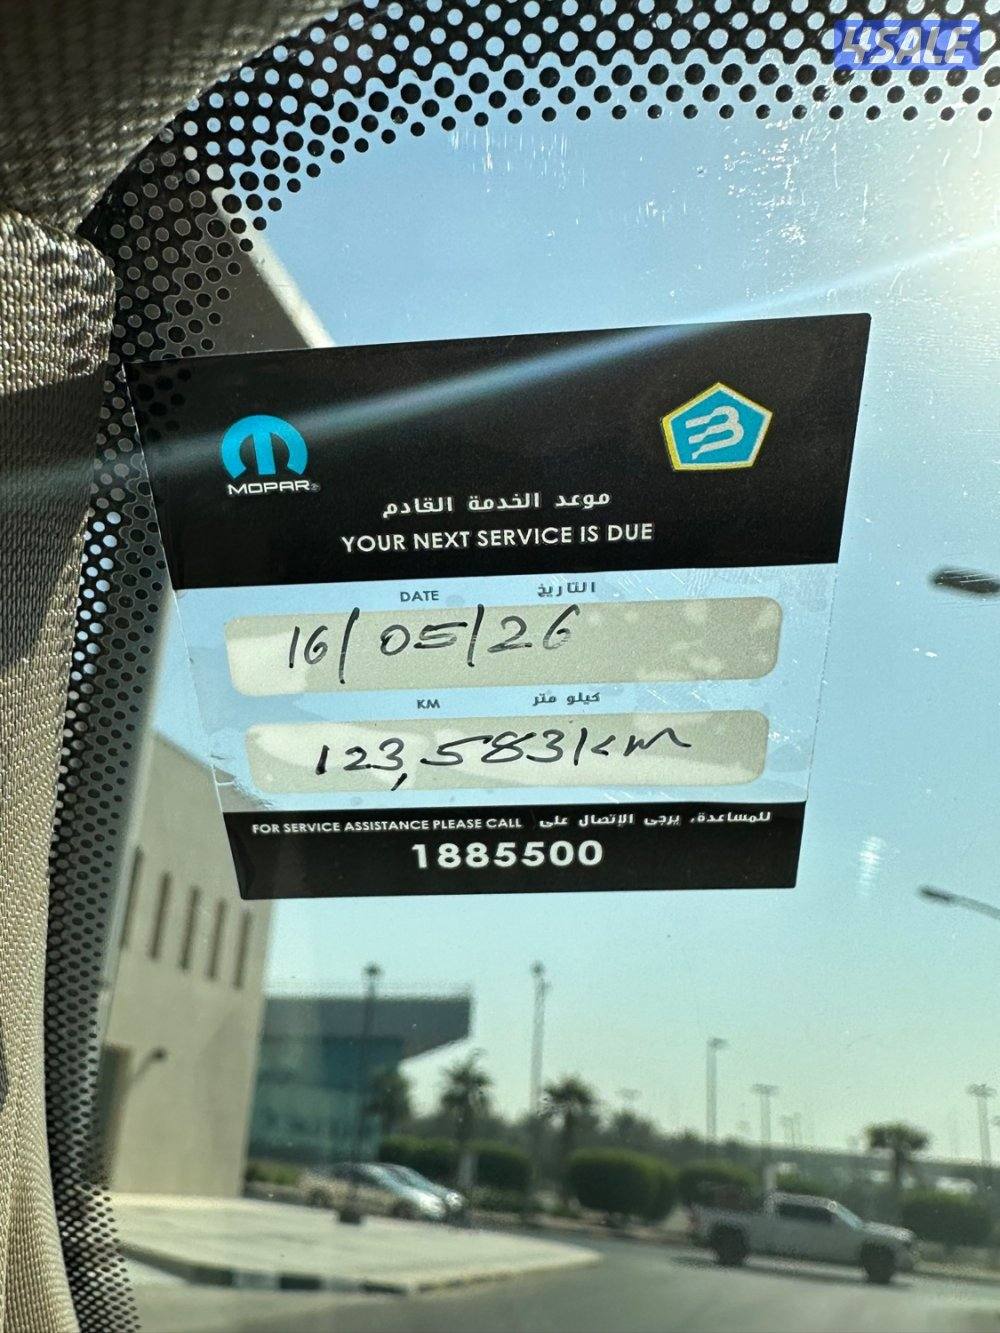 4SALE
MOPAR®
موعد الخدمة القادم
YOUR NEXT SERVICE IS DUE
DATE التاريخ
16/05/26
KM كيلو متر
123,583km
FOR SERVICE ASSISTANCE PLEASE CALL للمساعدة، يرجى الإتصال على
1885500